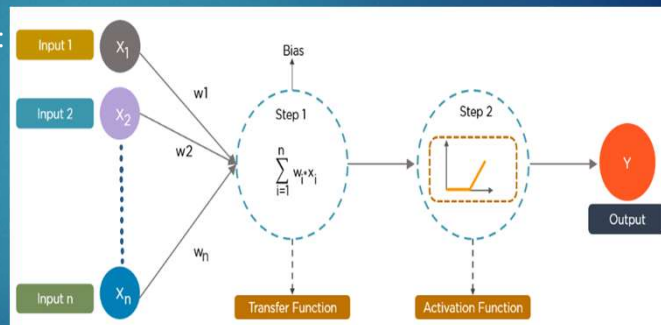 :
Input 1
X1
w1
Input 2
X2
w2
Input n
Xn
wn
Bias
Step 1
n
∑ wi*xi
i=1
Transfer Function
Step 2
Activation Function
Y
Output